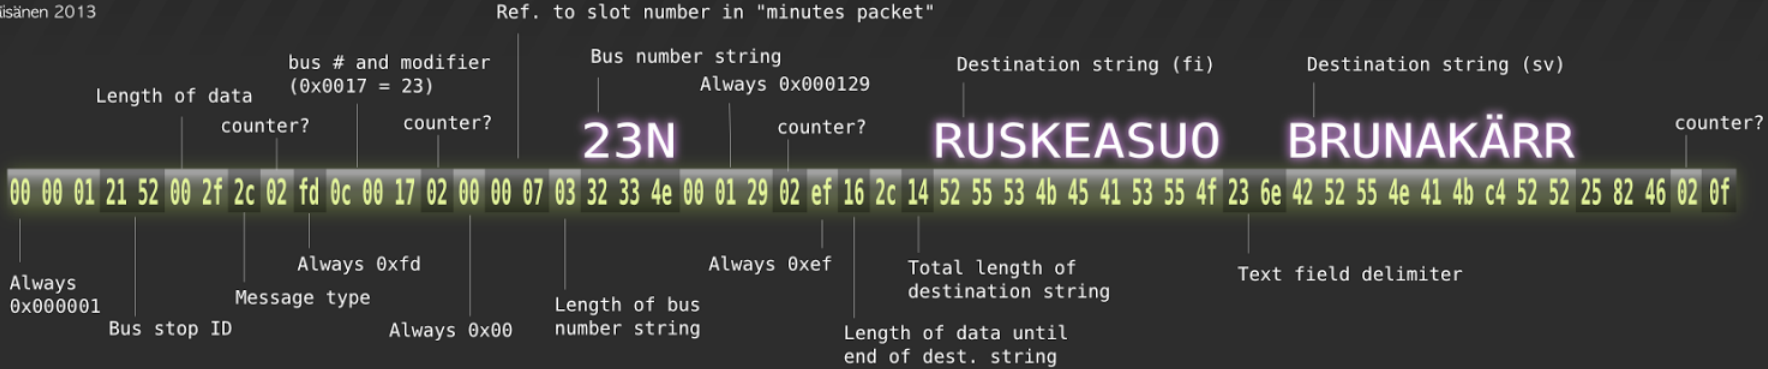 äisänen 2013
Ref. to slot number in "minutes packet"
bus # and modifier
(0x0017 = 23)
Bus number string
Always 0x000129
Destination string (fi)
Destination string (sv)
Length of data
counter?
counter?
counter?
counter?
23N
RUSKEASUO
BRUNAKÄRR
00 00 01 21 52 00 2f 2c 02 fd 0c 00 17 02 00 00 07 03 32 33 4e 00 01 29 02 ef 16 2c 14 52 55 53 4b 45 41 53 55 4f 23 6e 42 52 55 4e 41 4b c4 52 52 25 82 46 02 0f
Always
0x000001
Bus stop ID
Message type
Always 0xfd
Always 0x00
Length of bus
number string
Always 0xef
Length of data until
end of dest. string
Total length of
destination string
Text field delimiter